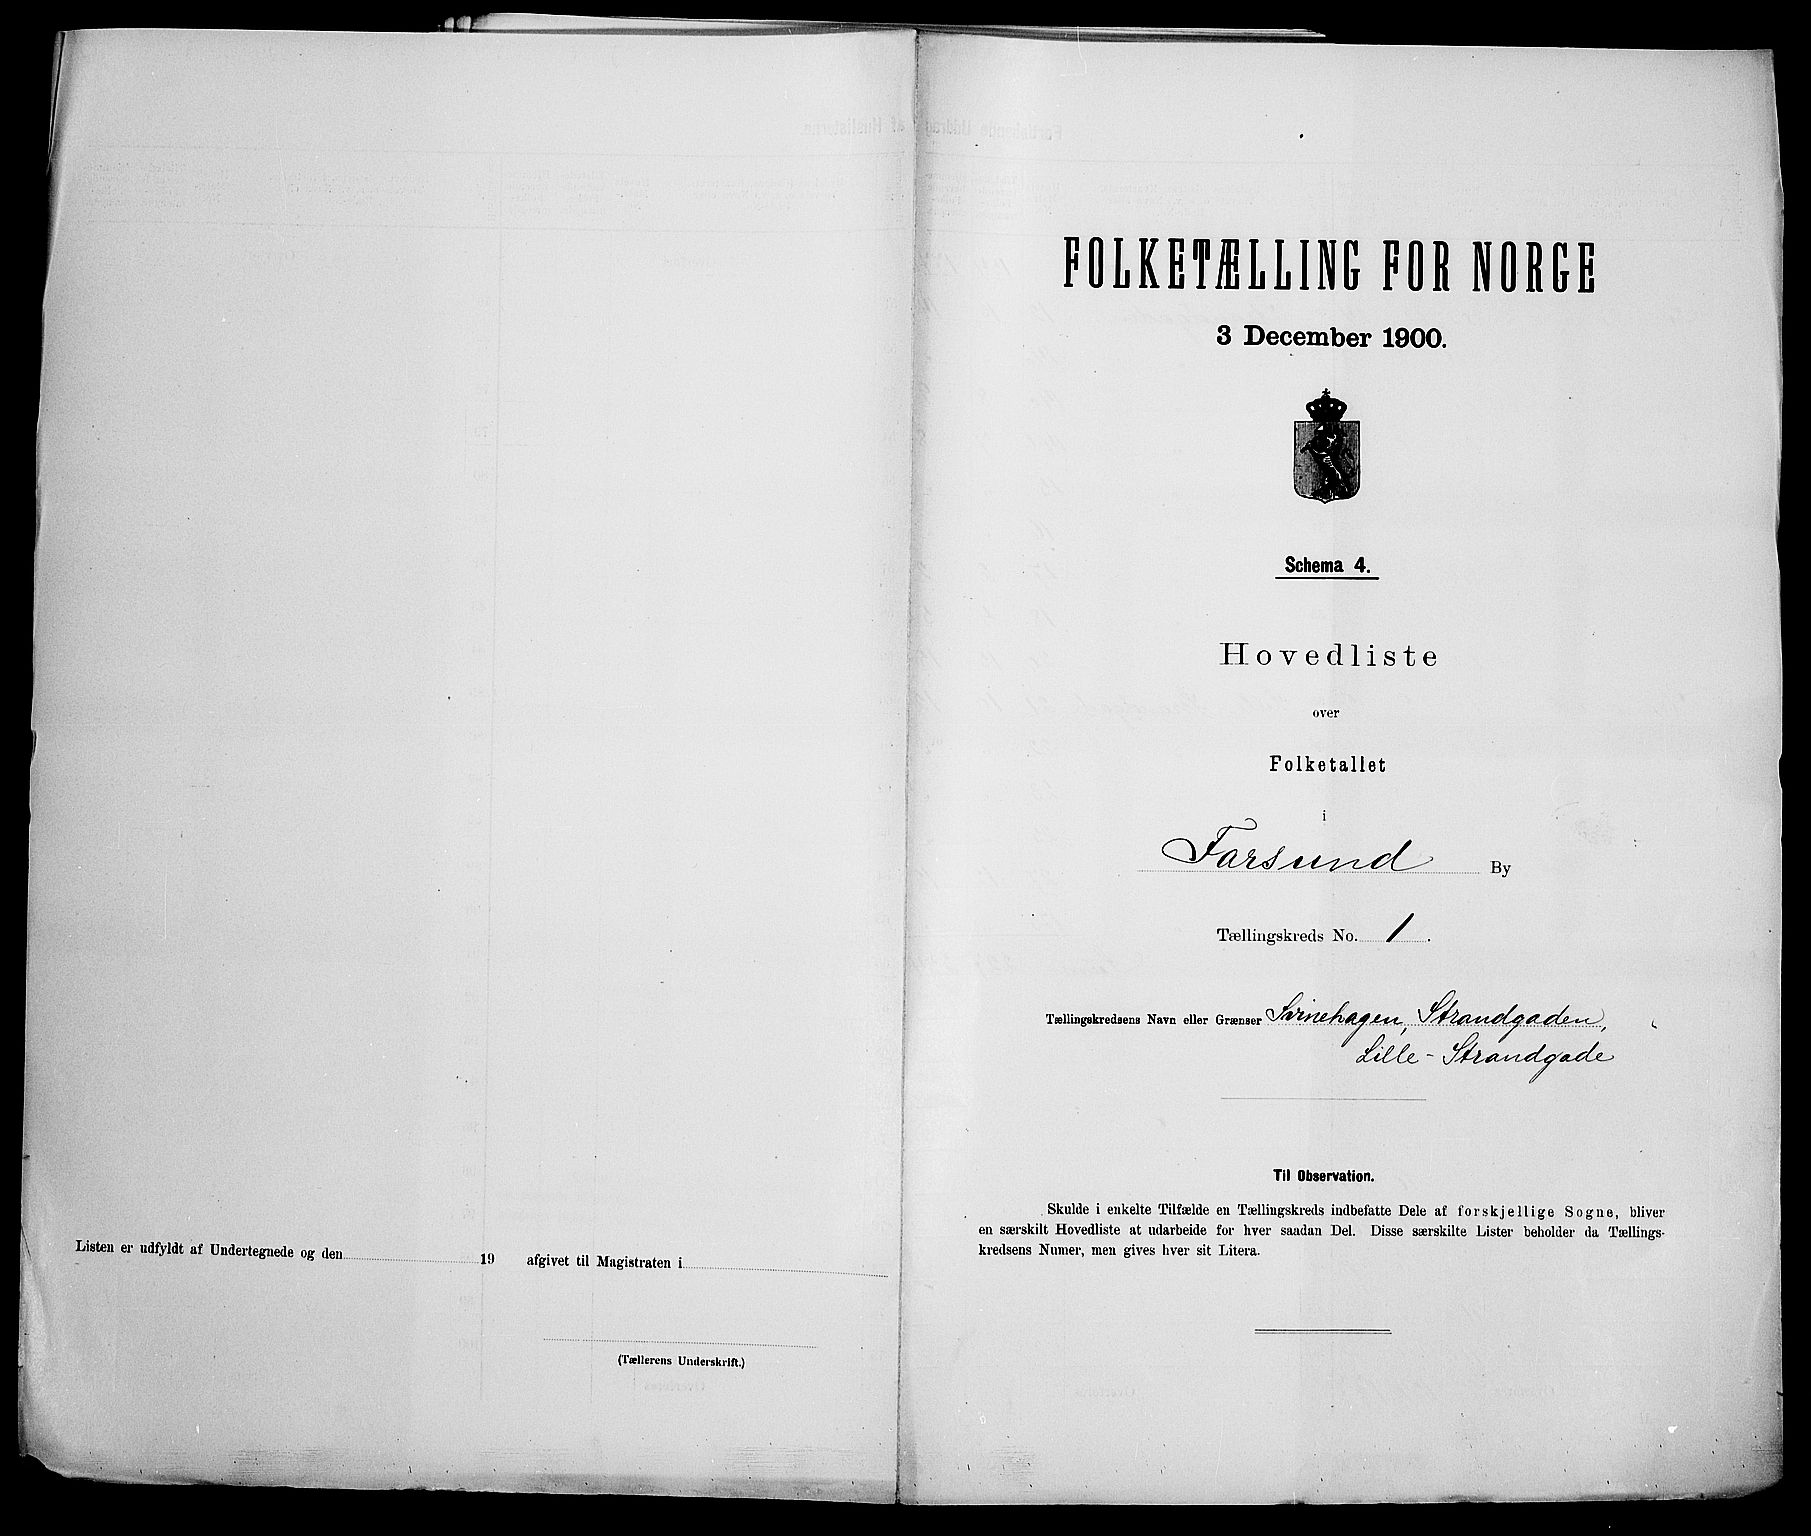 Listen er udfyldt af Undertegnede og den 19 afgivet til Magistraten i
(Tællerens Underskrift.)
FOLKETÆLLING FOR NORGE
3 December 1900.
Schema 4.
Hovedliste
over
Folketallet
i
Farsund By
Tællingskreds No. 1.
Tællingskredsens Navn eller Grænser Svinehagen, Strandgaden,
Lille-Strandgade
Til Observation.
Skulde i enkelte Tilfælde en Tællingskreds indbefatte Dele af forskjellige Sogne, bliver
en særskilt Hovedliste at udarbeide for hver saadan Del. Disse særskilte Lister beholder da Tællings-
kredsens Numer, men gives hver sit Litera.